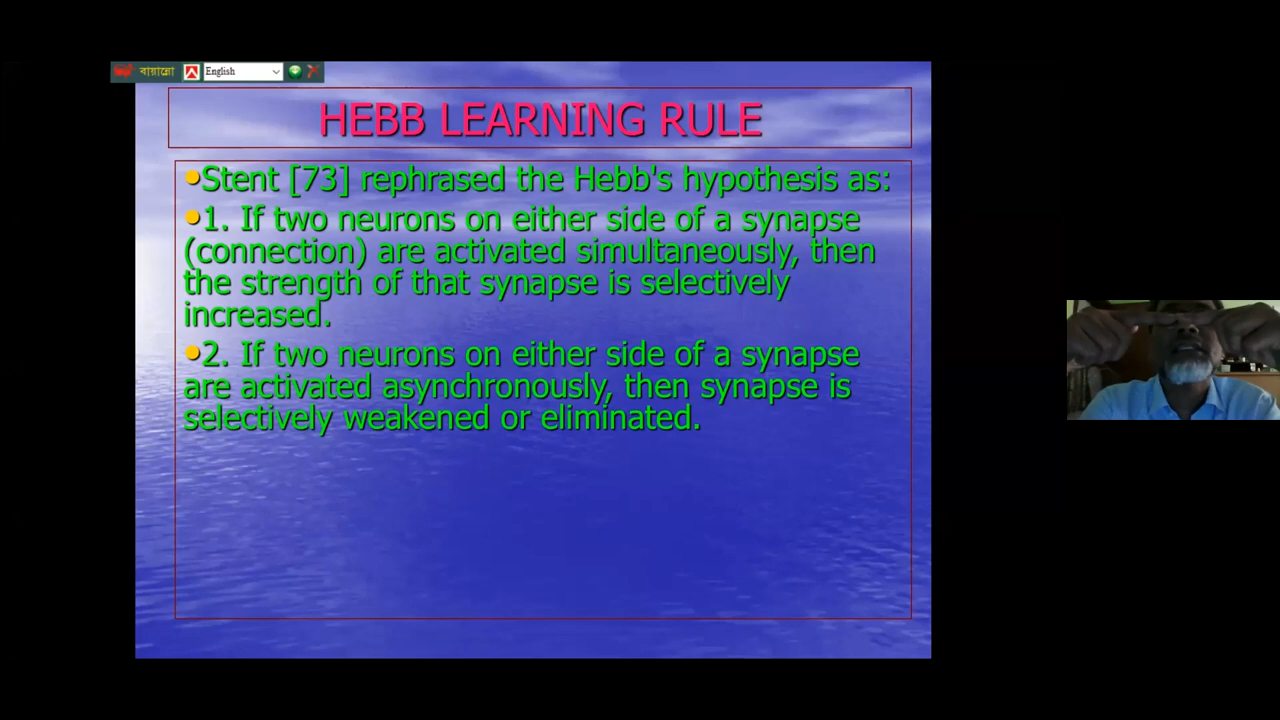 বায়ান্নো
English
HEBB LEARNING RULE
•Stent [73] rephrased the Hebb's hypothesis as:
•1. If two neurons on either side of a synapse
(connection) are activated simultaneously, then
the strength of that synapse is selectively
increased.
•2. If two neurons on either side of a synapse
are activated asynchronously, then synapse is
selectively weakened or eliminated.